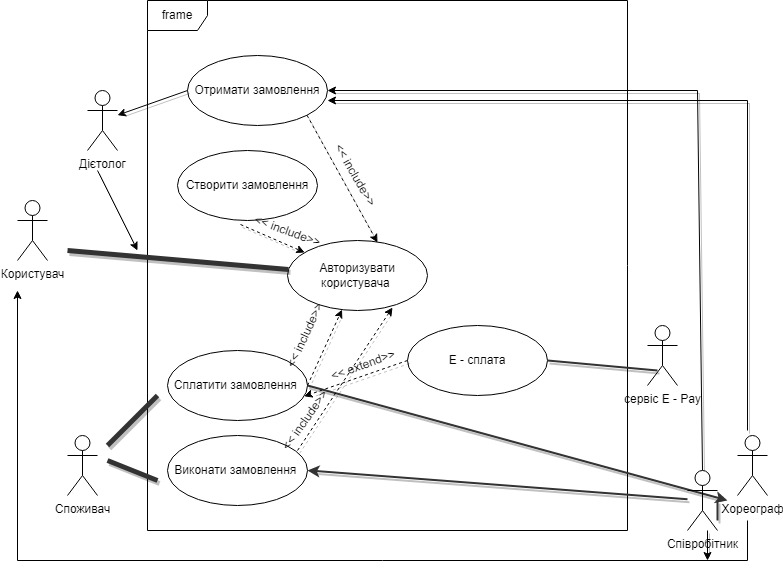 frame
Отримати замовлення
<< include>>
Дієтолог
Створити замовлення
<< include>>
Користувач
Авторизувати
користувача
<< include>>
<< extend>>
Е - сплата
Сплатити замовлення
сервіс E - Pay
<< include>>
Виконати замовлення
Споживач
Хореограф
Співробітник